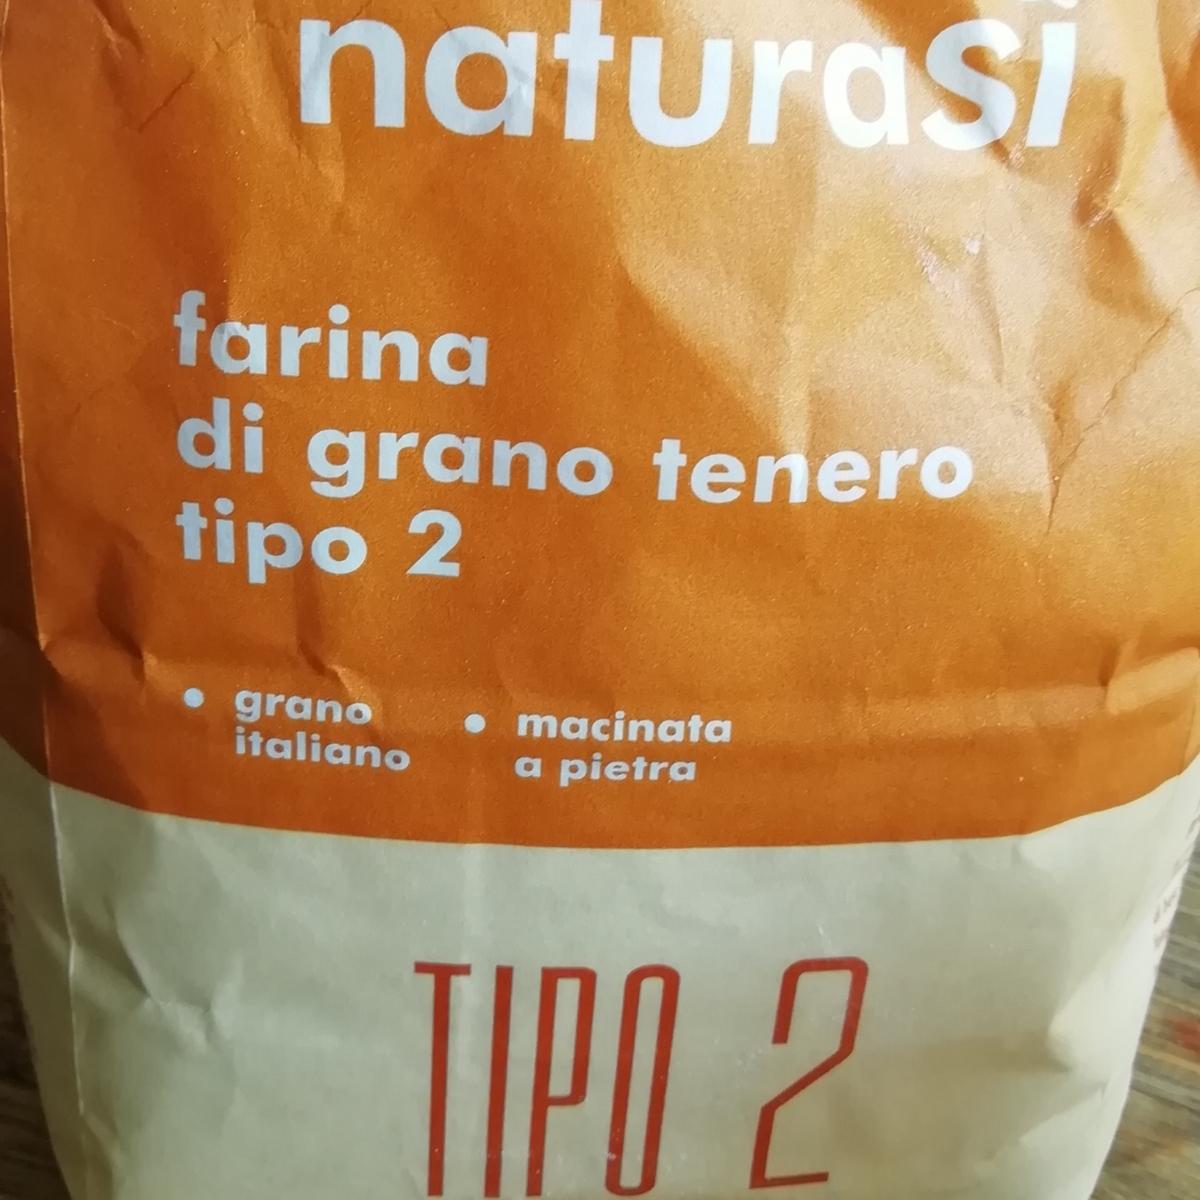 naturaSì
farina
di grano tenero
tipo 2
• grano
italiano
• macinata
a pietra
TIPO 2